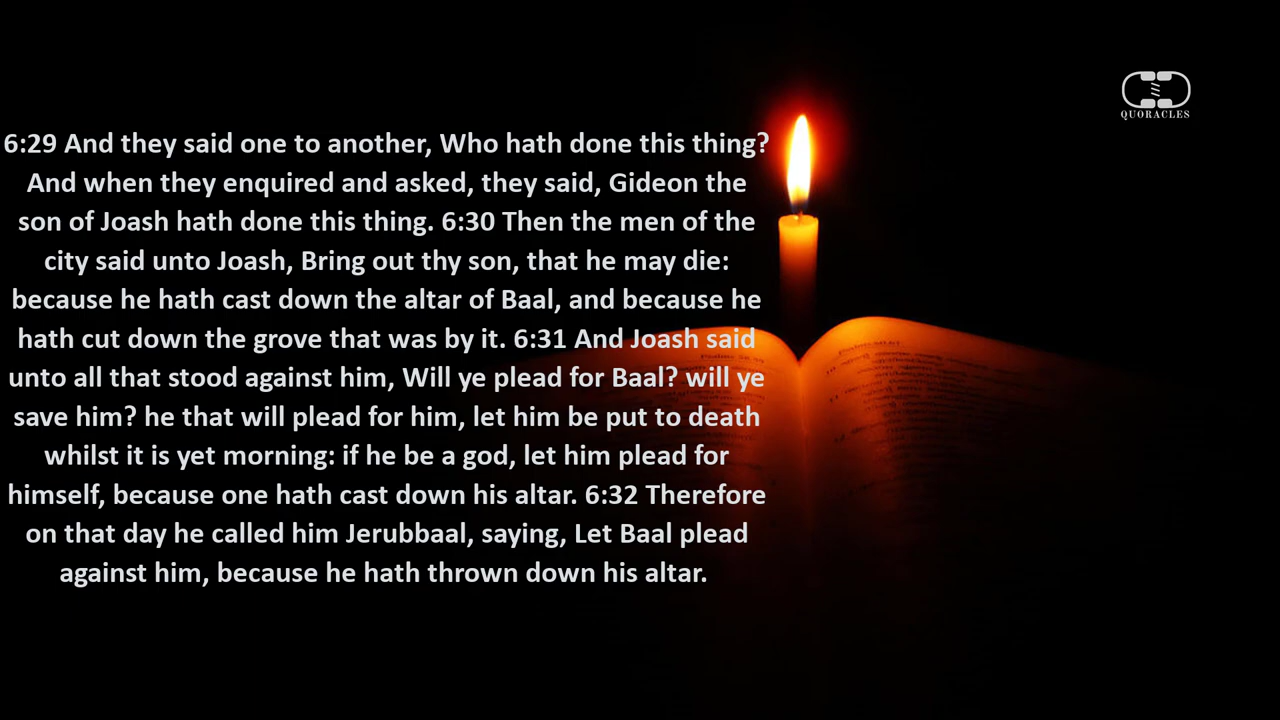 QUORACLES
6:29 And they said one to another, Who hath done this thing?
And when they enquired and asked, they said, Gideon the
son of Joash hath done this thing. 6:30 Then the men of the
city said unto Joash, Bring out thy son, that he may die:
because he hath cast down the altar of Baal, and because he
hath cut down the grove that was by it. 6:31 And Joash said
unto all that stood against him, Will ye plead for Baal? will ye
save him? he that will plead for him, let him be put to death
whilst it is yet morning: if he be a god, let him plead for
himself, because one hath cast down his altar. 6:32 Therefore
on that day he called him Jerubbaal, saying, Let Baal plead
against him, because he hath thrown down his altar.